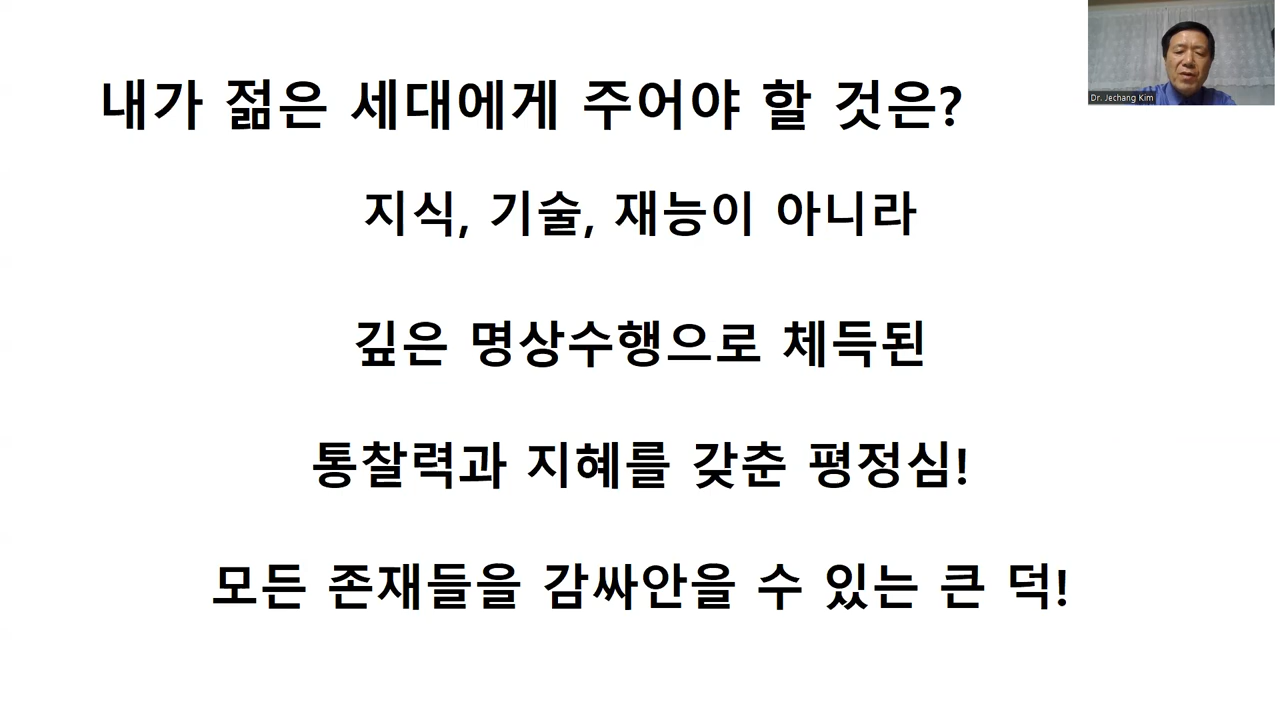 내가 젊은 세대에게 주어야 할 것은?
Dr. Jechang Kim
지식, 기술, 재능이 아니라
깊은 명상수행으로 체득된
통찰력과 지혜를 갖춘 평정심!
모든 존재들을 감싸안을 수 있는 큰 덕!